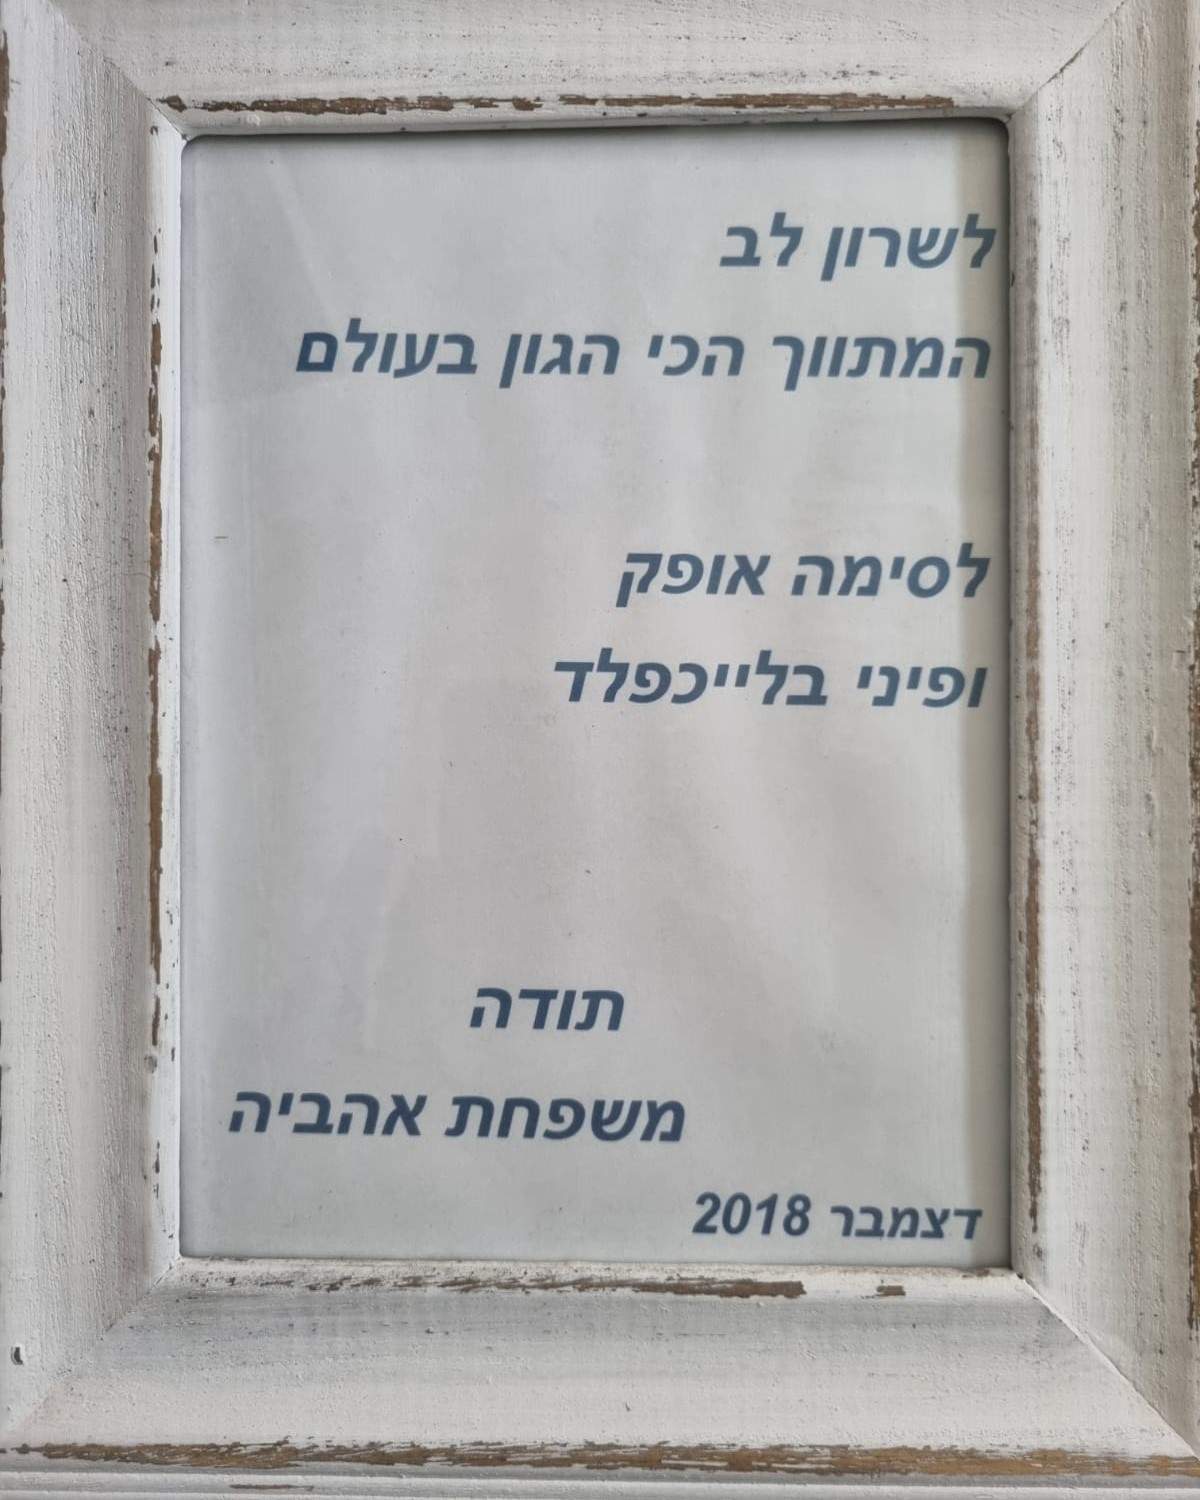 לשרון לב
המתווך הכי הגון בעולם
לסימה אופק
ופיני בלייכפלד
תודה
משפחת אהביה
דצמבר 2018